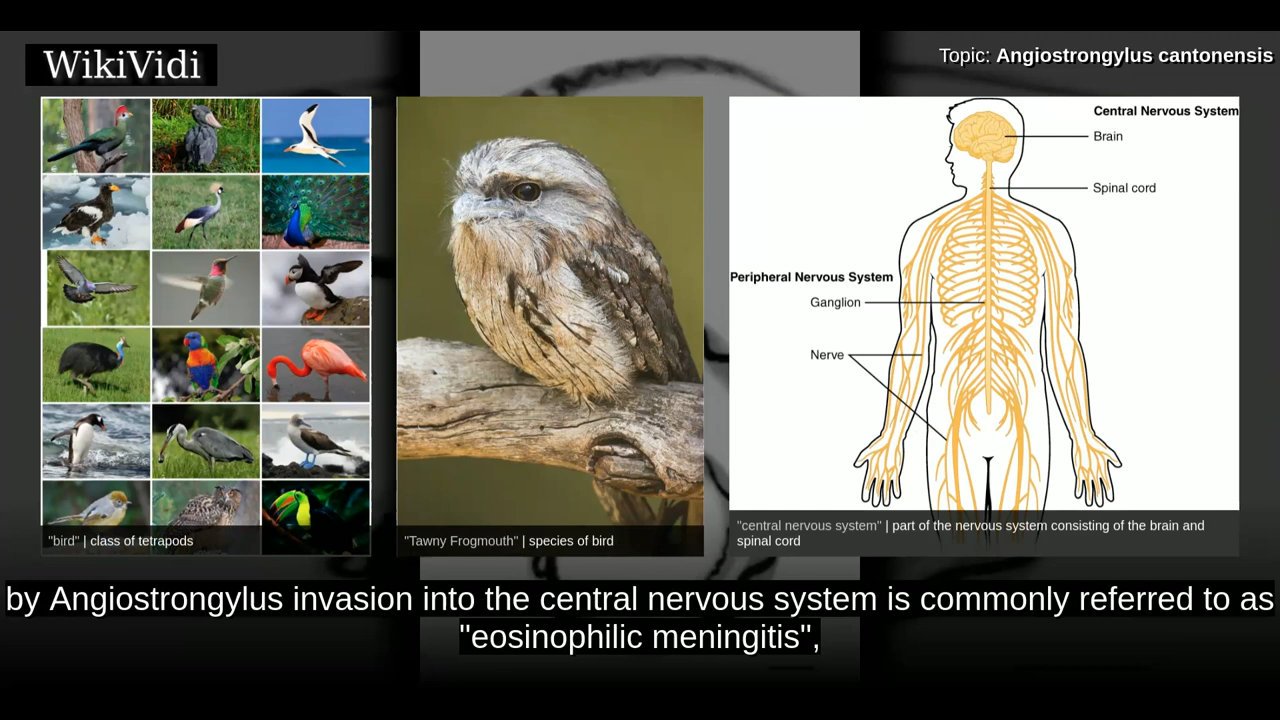 WikiVidi
Topic: Angiostrongylus cantonensis
Central Nervous System
Brain
Spinal cord
Peripheral Nervous System
Ganglion
Nerve
"bird" | class of tetrapods
"Tawny Frogmouth" | species of bird
"central nervous system" | part of the nervous system consisting of the brain and
spinal cord
by Angiostrongylus invasion into the central nervous system is commonly referred to as
"eosinophilic meningitis",